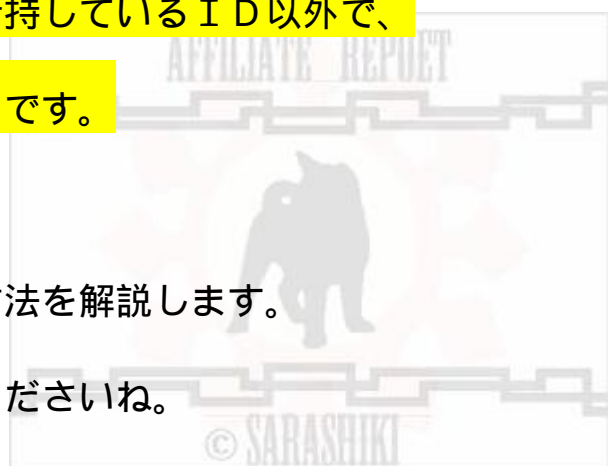 持しているＩＤ以外で、
AFFILIATE REPOET
です。
法を解説します。
ださいね。
© SARASHIKI